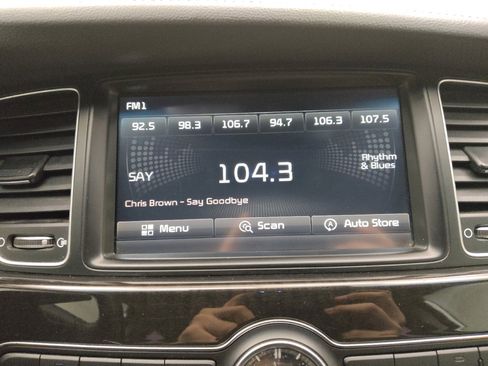 FM1
92.5 98.3 106.7 94.7 106.3 107.5
SAY 104.3 Rhythm & Blues
Chris Brown - Say Goodbye
Menu Scan A Auto Store